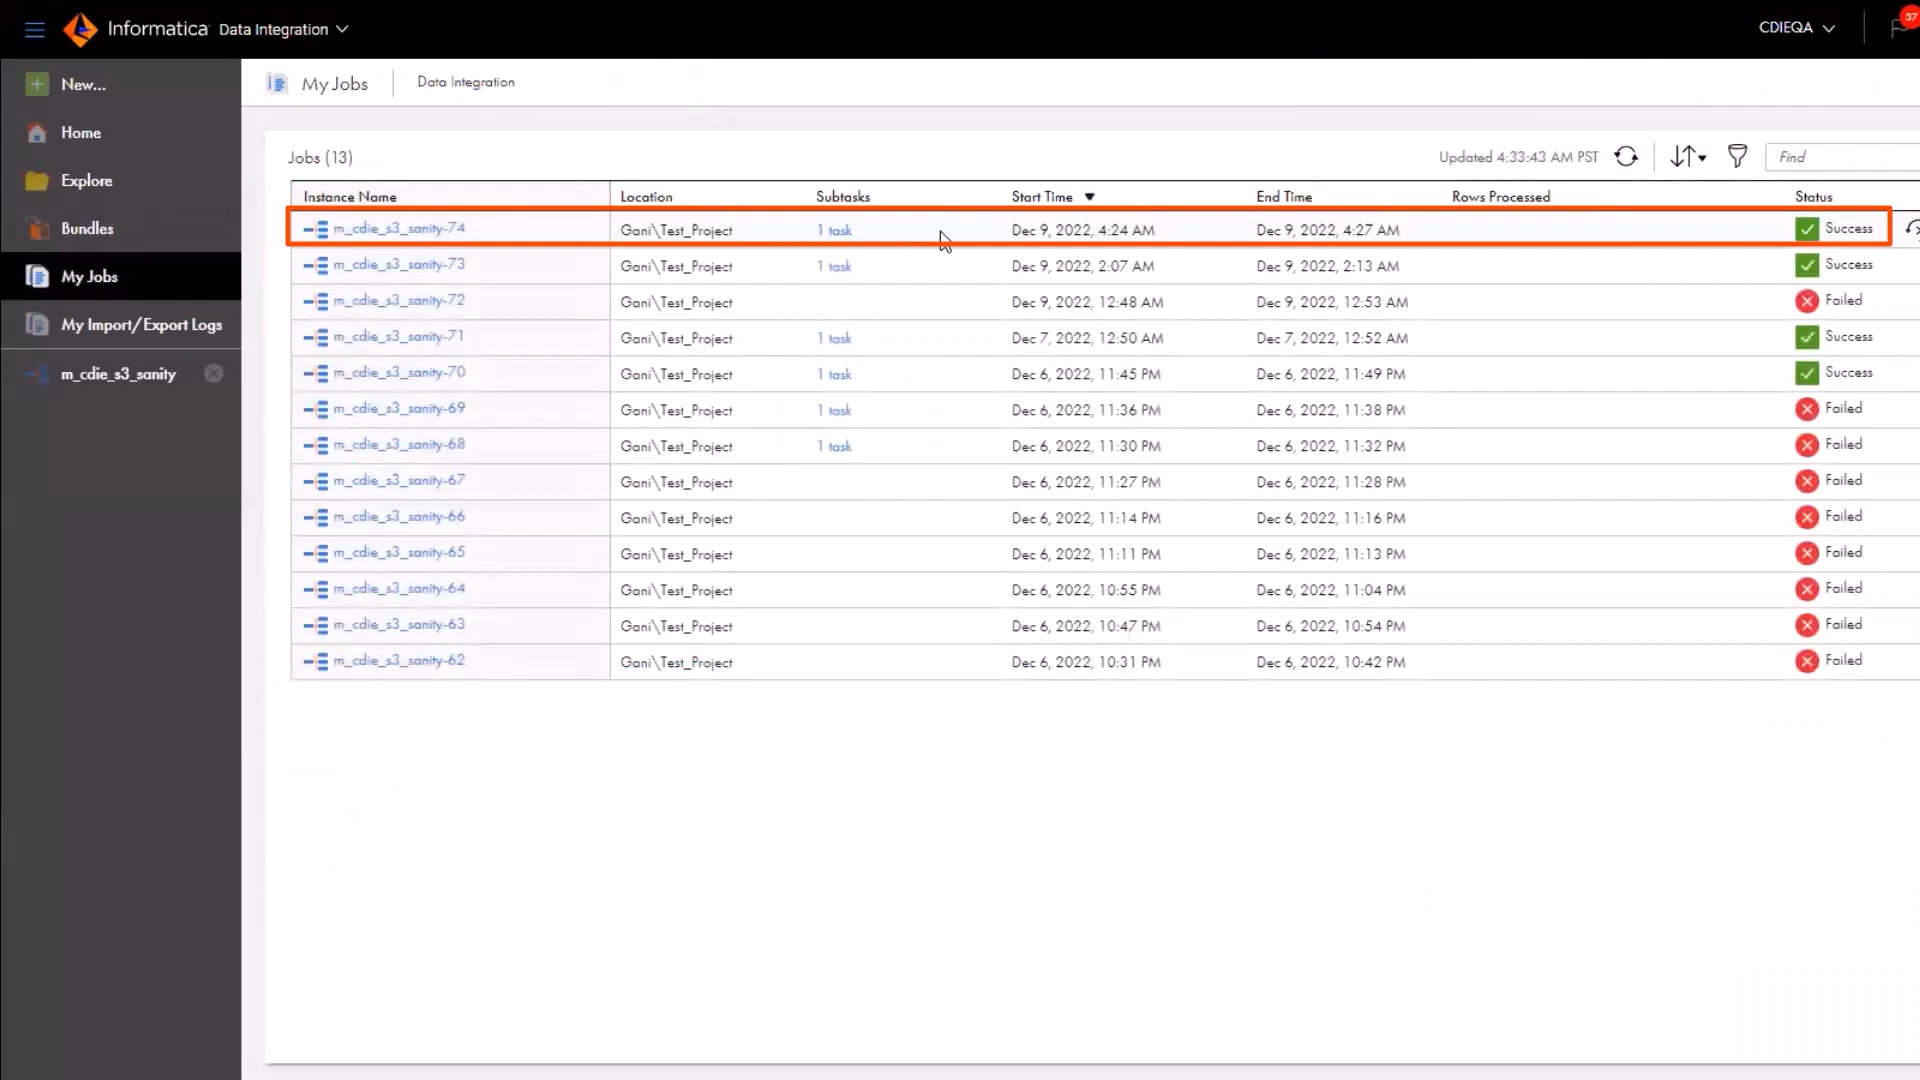 Informatica Data Integration CDIEQA 37
New...
Home
Explore
Bundles
My Jobs
My Import/Export Logs
m_cdie_s3_sanity
My Jobs Data Integration
Jobs (13) Updated 4:33:43 AM PST Find
Instance Name Location Subtasks Start Time End Time Rows Processed Status
m_cdie_s3_sanity-74 Gani\Test_Project 1 task Dec 9, 2022, 4:24 AM Dec 9, 2022, 4:27 AM Success
m_cdie_s3_sanity-73 Gani\Test_Project 1 task Dec 9, 2022, 2:07 AM Dec 9, 2022, 2:13 AM Success
m_cdie_s3_sanity-72 Gani\Test_Project Dec 9, 2022, 12:48 AM Dec 9, 2022, 12:53 AM Failed
m_cdie_s3_sanity-71 Gani\Test_Project 1 task Dec 7, 2022, 12:50 AM Dec 7, 2022, 12:52 AM Success
m_cdie_s3_sanity-70 Gani\Test_Project 1 task Dec 6, 2022, 11:45 PM Dec 6, 2022, 11:49 PM Success
m_cdie_s3_sanity-69 Gani\Test_Project 1 task Dec 6, 2022, 11:36 PM Dec 6, 2022, 11:38 PM Failed
m_cdie_s3_sanity-68 Gani\Test_Project 1 task Dec 6, 2022, 11:30 PM Dec 6, 2022, 11:32 PM Failed
m_cdie_s3_sanity-67 Gani\Test_Project Dec 6, 2022, 11:27 PM Dec 6, 2022, 11:28 PM Failed
m_cdie_s3_sanity-66 Gani\Test_Project Dec 6, 2022, 11:14 PM Dec 6, 2022, 11:16 PM Failed
m_cdie_s3_sanity-65 Gani\Test_Project Dec 6, 2022, 11:11 PM Dec 6, 2022, 11:13 PM Failed
m_cdie_s3_sanity-64 Gani\Test_Project Dec 6, 2022, 10:55 PM Dec 6, 2022, 11:04 PM Failed
m_cdie_s3_sanity-63 Gani\Test_Project Dec 6, 2022, 10:47 PM Dec 6, 2022, 10:54 PM Failed
m_cdie_s3_sanity-62 Gani\Test_Project Dec 6, 2022, 10:31 PM Dec 6, 2022, 10:42 PM Failed